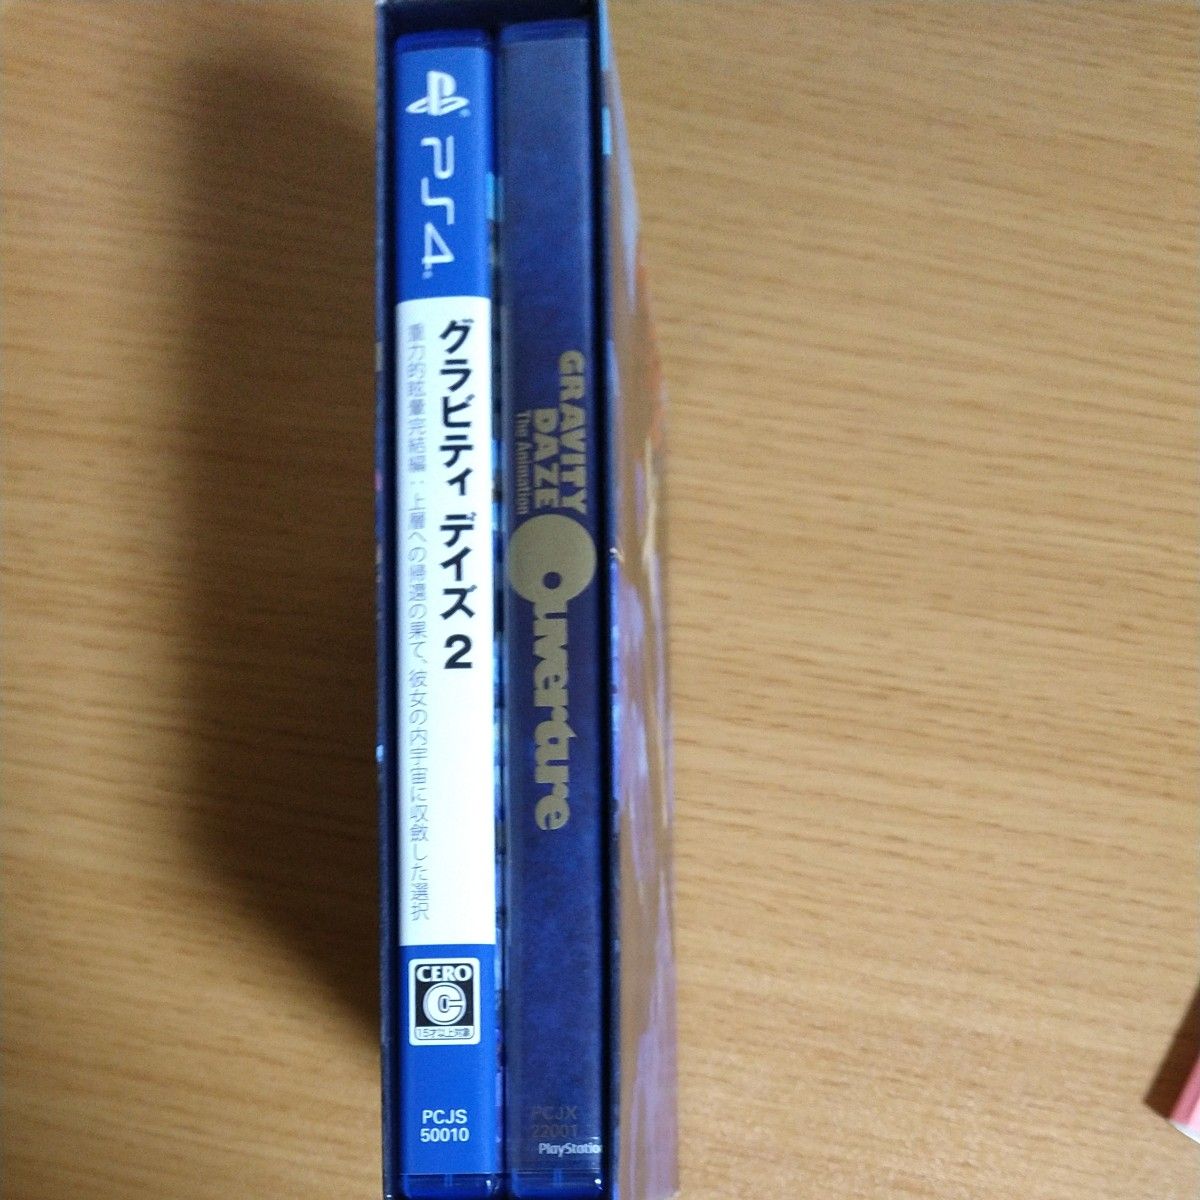 PS4
グラビティ デイズ 2
重力的眩暈完結編:上層への帰還の果て、彼女の内宇宙に収斂した選択
CERO
C
15才以上対象
PCJS
50010
GRAVITY
DAZE
The Animation
Ouverture
PCJX
22001
PlayStatio